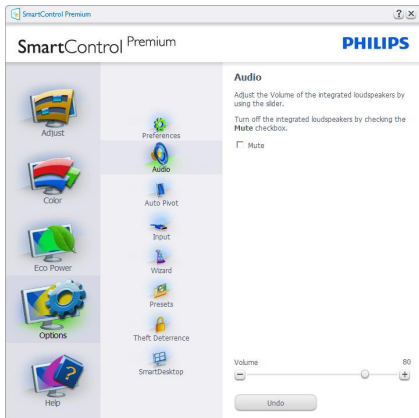 SmartControl Premium
SmartControl Premium
PHILIPS
Adjust
Color
Eco Power
Options
Help
Preferences
Audio
Auto Pivot
Input
Wizard
Presets
Theft Deterrence
SmartDesktop
Audio
Adjust the Volume of the integrated loudspeakers by
using the slider.
Turn off the integrated loudspeakers by checking the
Mute checkbox.
Mute
Volume 80
Undo